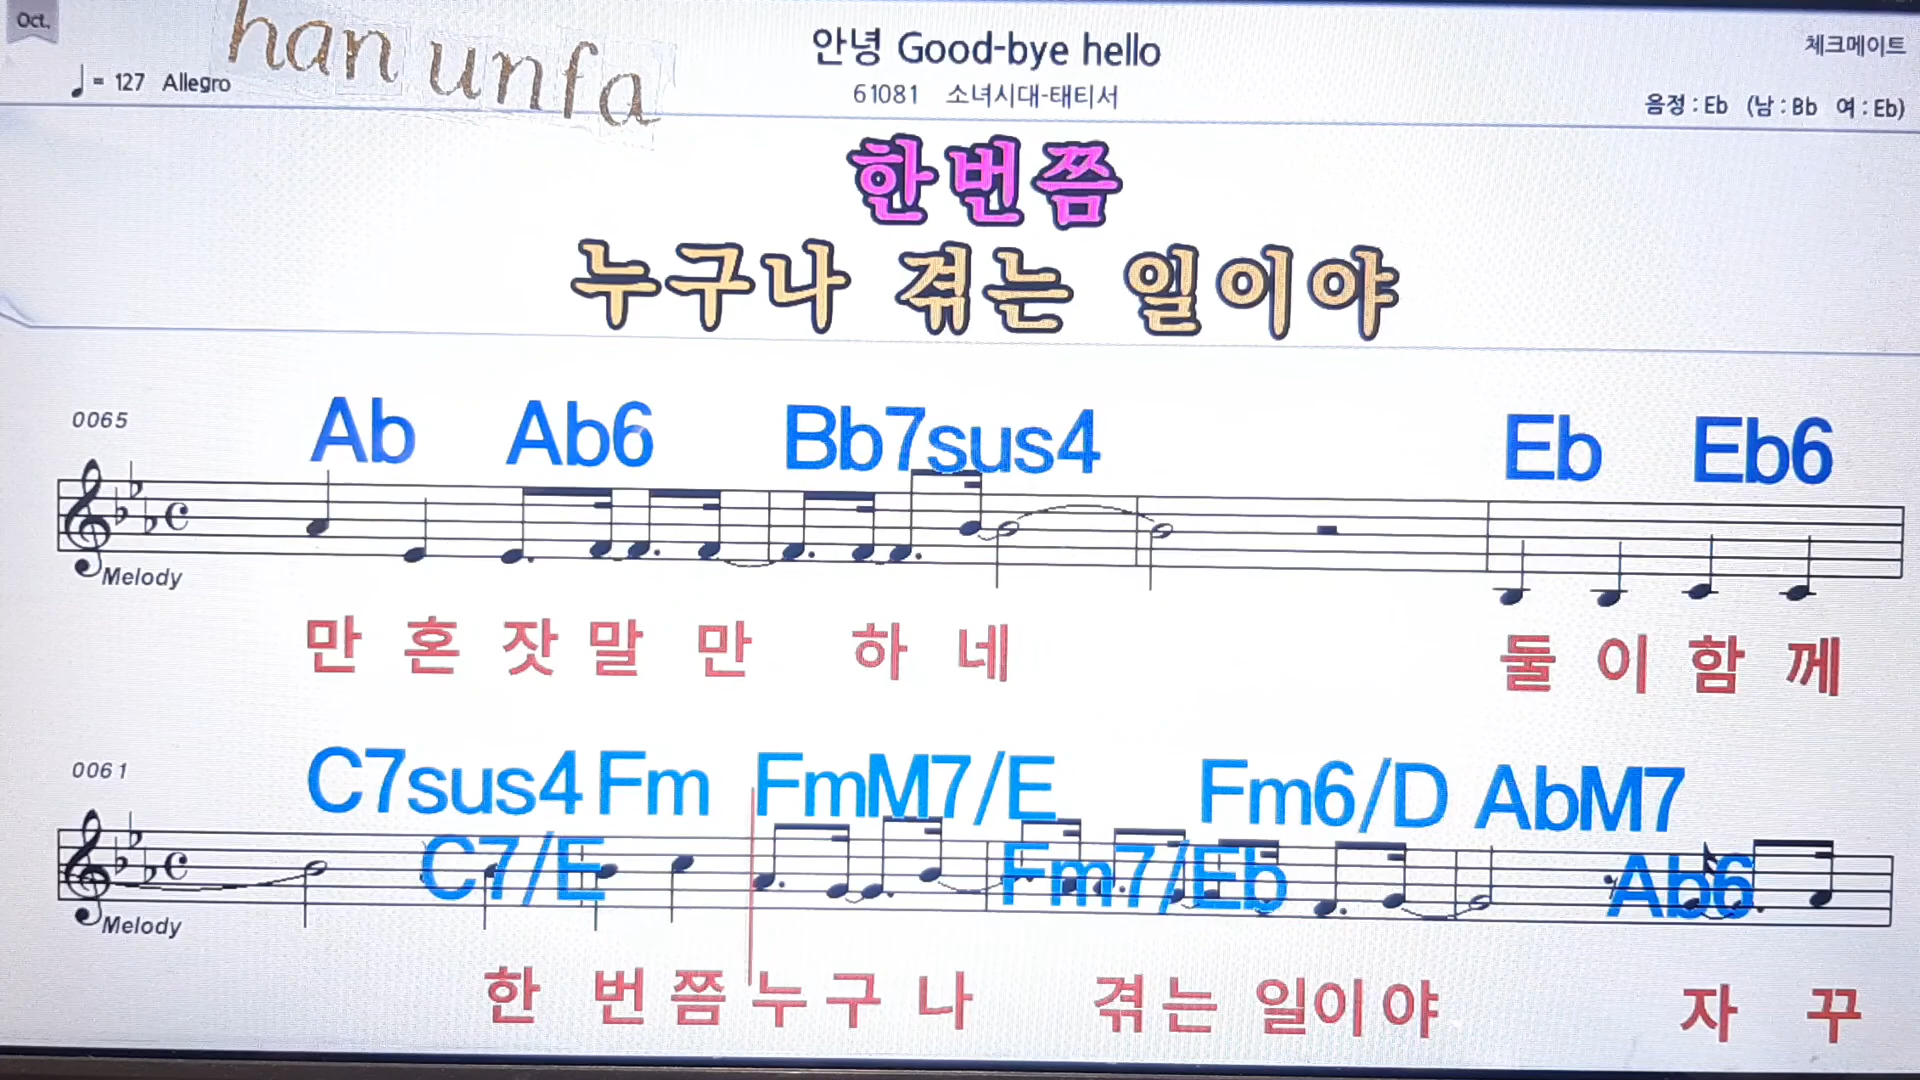 Oct.
han unfa
안녕 Good-bye hello
체크메이트
♩= 127 Allegro
61081 소녀시대-태티서
음정 : Eb (남 : Bb 여 : Eb)
한번쯤
누구나 겪는 일이야
0065
Ab Ab6 Bb7sus4 Eb Eb6
Melody
만 혼 잣 말 만 하 네 둘 이 함 께
0061
C7sus4 Fm FmM7/E Fm6/D AbM7
C7/E Fm7/Eb Ab6
Melody
한 번 쯤 누 구 나 겪 는 일 이 야 자 꾸